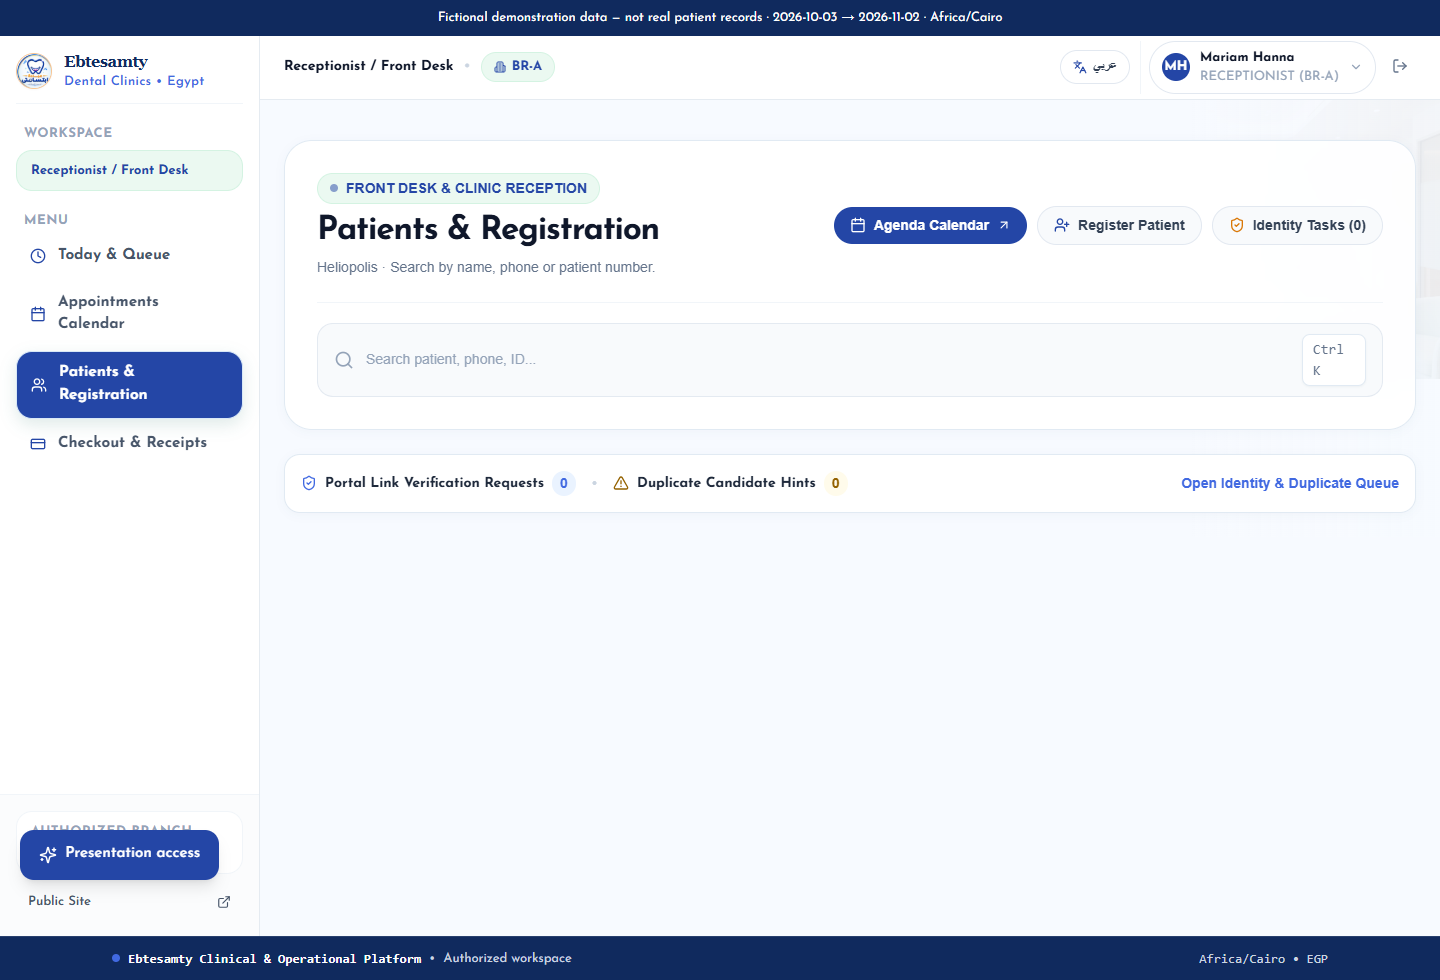 Fictional demonstration data — not real patient records · 2026-10-03 → 2026-11-02 · Africa/Cairo
Ebtesamty
Dental Clinics • Egypt
Receptionist / Front Desk • BR-A
عربي
MH
Mariam Hanna
RECEPTIONIST (BR-A)
WORKSPACE
Receptionist / Front Desk
MENU
Today & Queue
Appointments
Calendar
Patients &
Registration
Checkout & Receipts
FRONT DESK & CLINIC RECEPTION
Patients & Registration
Heliopolis · Search by name, phone or patient number.
Agenda Calendar
Register Patient
Identity Tasks (0)
Search patient, phone, ID...
Ctrl
K
Portal Link Verification Requests 0 • Duplicate Candidate Hints 0
Open Identity & Duplicate Queue
AUTHORIZED BRANCH
Presentation access
Public Site
Ebtesamty Clinical & Operational Platform • Authorized workspace
Africa/Cairo • EGP